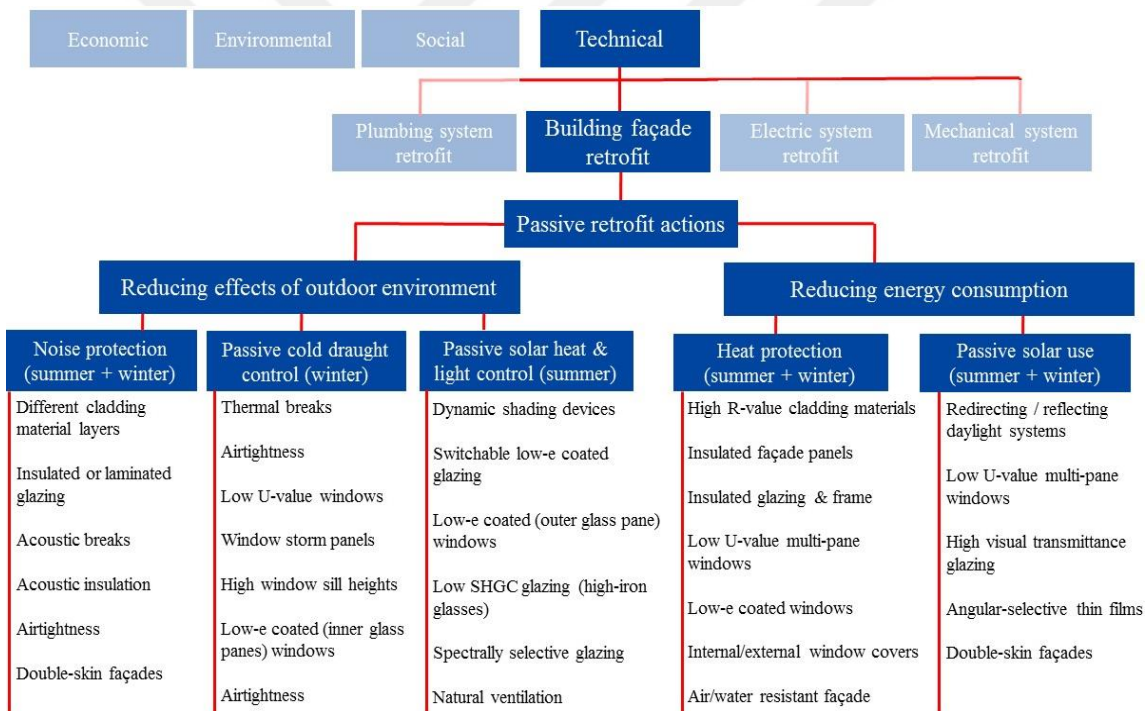 Economic
Environmental
Social
Technical
Plumbing system
retrofit
Building façade
retrofit
Electric system
retrofit
Mechanical system
retrofit
Passive retrofit actions
Reducing effects of outdoor environment
Reducing energy consumption
Noise protection
(summer + winter)
Different cladding
material layers
Insulated or laminated
glazing
Acoustic breaks
Acoustic insulation
Airtightness
Double-skin façades
Passive cold draught
control (winter)
Thermal breaks
Airtightness
Low U-value windows
Window storm panels
High window sill heights
Low-e coated (inner glass
panes) windows
Airtightness
Passive solar heat &
light control (summer)
Dynamic shading devices
Switchable low-e coated
glazing
Low-e coated (outer glass pane)
windows
Low SHGC glazing (high-iron
glasses)
Spectrally selective glazing
Natural ventilation
Heat protection
(summer + winter)
High R-value cladding materials
Insulated façade panels
Insulated glazing & frame
Low U-value multi-pane
windows
Low-e coated windows
Internal/external window covers
Air/water resistant façade
Passive solar use
(summer + winter)
Redirecting / reflecting
daylight systems
Low U-value multi-pane
windows
High visual transmittance
glazing
Angular-selective thin films
Double-skin façades